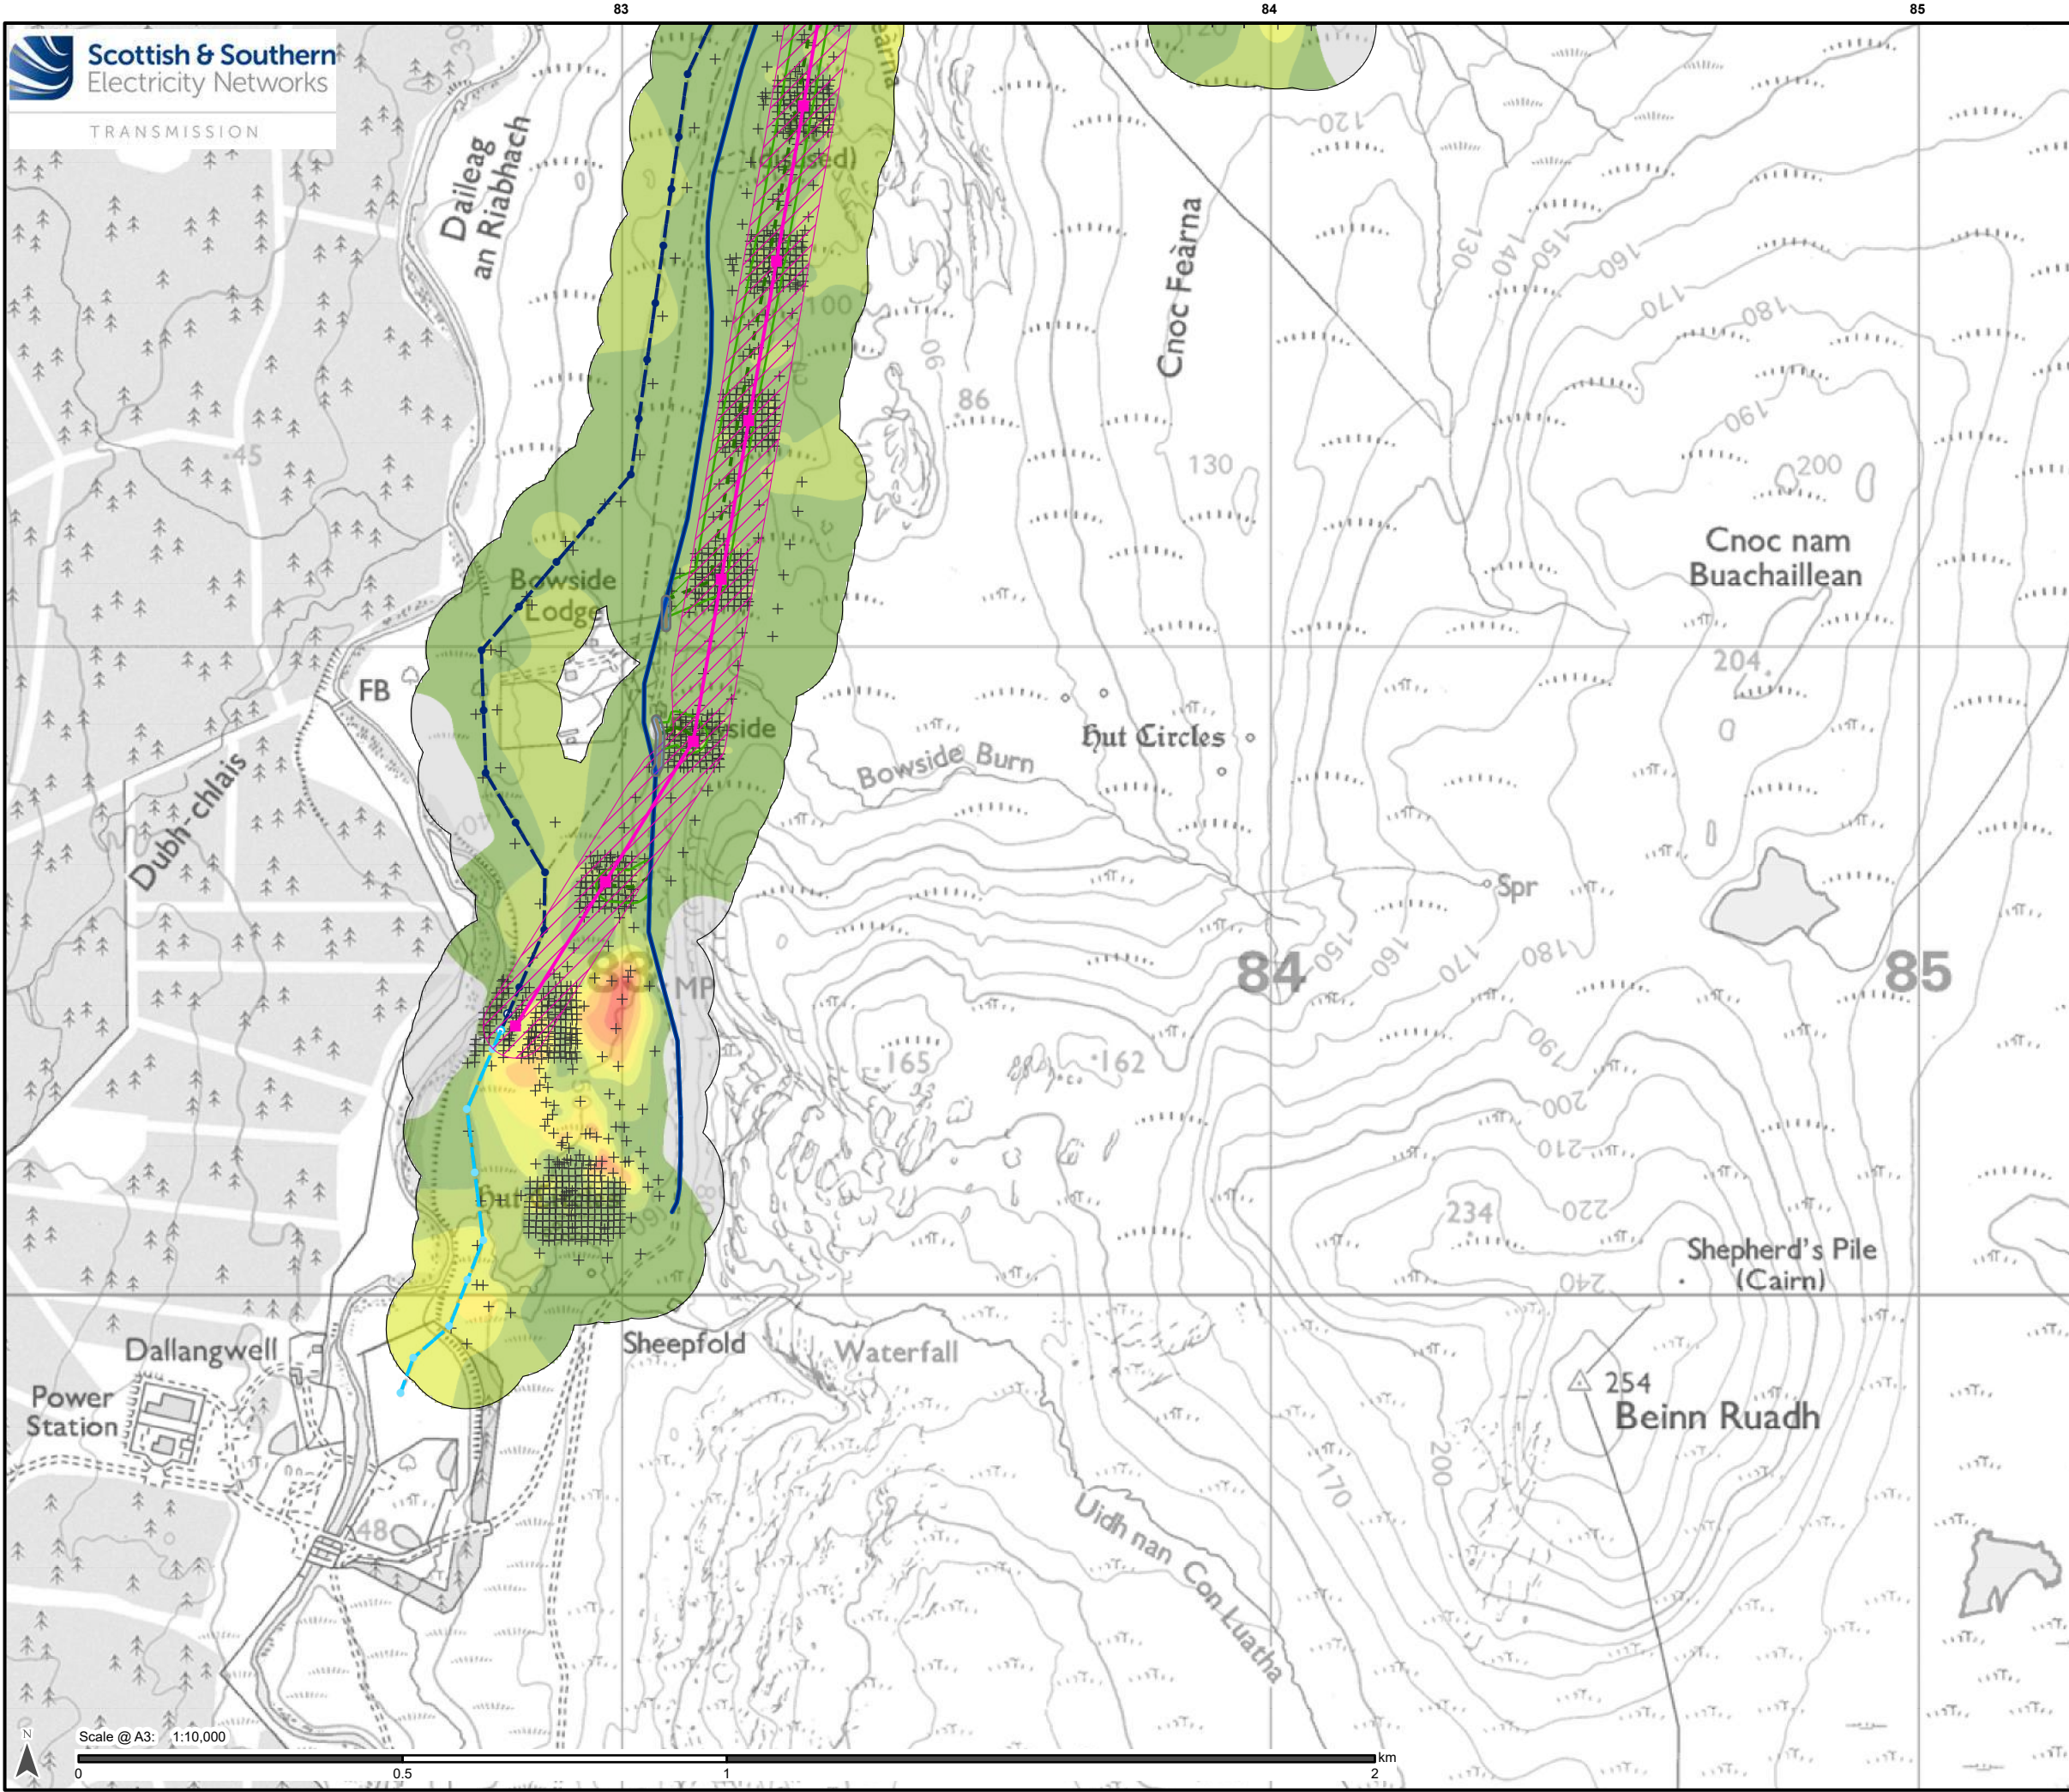 83
84
85
Scottish & Southern
Electricity Networks
TRANSMISSION
Daileag
an Riabhach
(disused)
120
130
140
150
160
170
180
Cnoc Feàrna
100
90
86
190
200
45
130
Cnoc nam
Buachaillean
Bowside
Lodge
204
FB
Hut Circles
Bowside Burn
Dubh-chlais
Spr
150
160
170
180
84
85
MP
165
162
190
200
210
220
234
240
Shepherd's Pile
(Cairn)
Sheepfold
Waterfall
Dallangwell
Power
Station
254
Beinn Ruadh
200
170
48
Uidh nan Con Luatha
N
Scale @ A3: 1:10,000
0
0.5
1
2
km